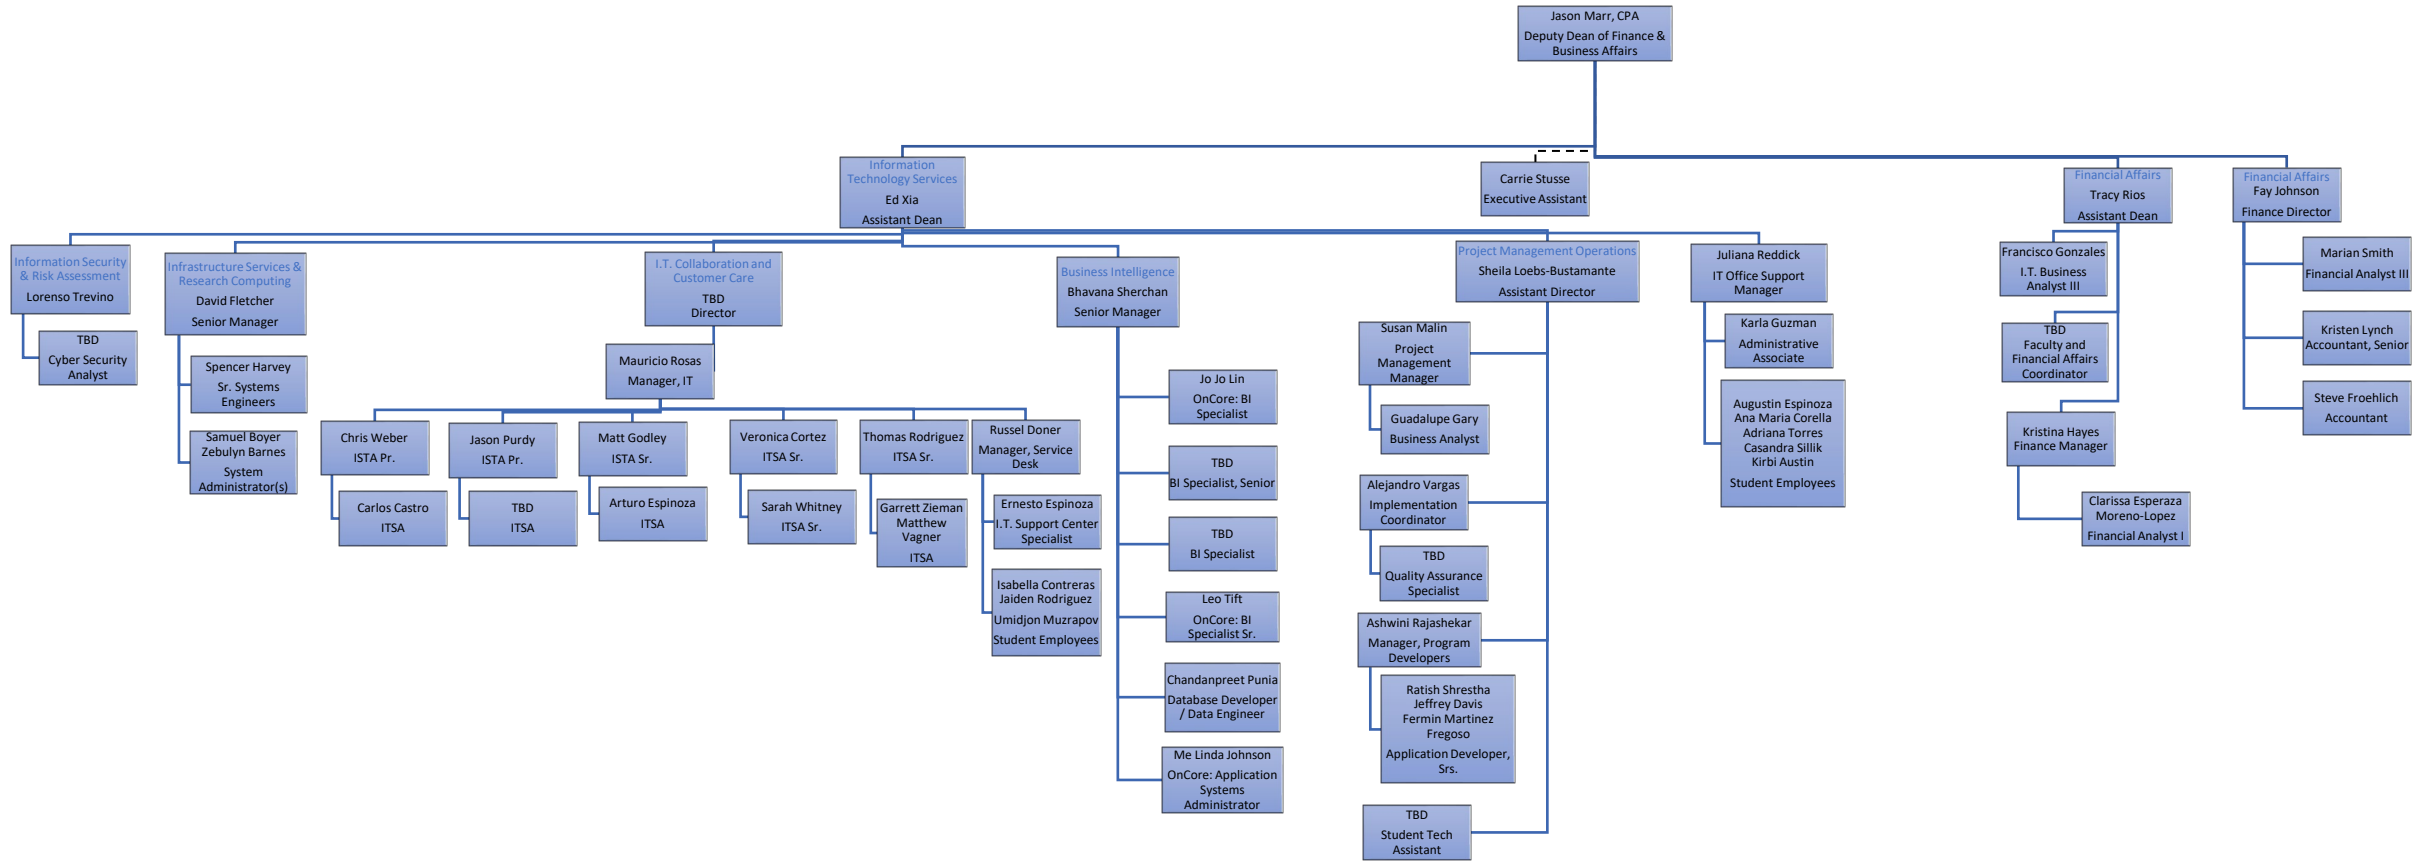 Jason Marr, CPA
Deputy Dean of Finance &
Business Affairs
Information
Technology Services
Ed Xia
Assistant Dean
Carrie Stusse
Executive Assistant
Financial Affairs
Tracy Rios
Assistant Dean
Financial Affairs
Fay Johnson
Finance Director
Information Security
& Risk Assessment
Lorenso Trevino
TBD
Cyber Security
Analyst
Infrastructure Services &
Research Computing
David Fletcher
Senior Manager
Spencer Harvey
Sr. Systems
Engineers
Samuel Boyer
Zebulyn Barnes
System
Administrator(s)
I.T. Collaboration and
Customer Care
TBD
Director
Mauricio Rosas
Manager, IT
Chris Weber
ISTA Pr.
Carlos Castro
ITSA
Jason Purdy
ISTA Pr.
TBD
ITSA
Matt Godley
ISTA Sr.
Arturo Espinoza
ITSA
Veronica Cortez
ITSA Sr.
Sarah Whitney
ITSA Sr.
Thomas Rodriguez
ITSA Sr.
Garrett Zieman
Matthew
Vagner
ITSA
Russel Doner
Manager, Service
Desk
Ernesto Espinoza
I.T. Support Center
Specialist
Isabella Contreras
Jaiden Rodriguez
Umidjon Muzrapov
Student Employees
Business Intelligence
Bhavana Sherchan
Senior Manager
Jo Jo Lin
OnCore: BI
Specialist
TBD
BI Specialist, Senior
TBD
BI Specialist
Leo Tift
OnCore: BI
Specialist Sr.
Chandanpreet Punia
Database Developer
/ Data Engineer
Me Linda Johnson
OnCore: Application
Systems
Administrator
Project Management Operations
Sheila Loebs-Bustamante
Assistant Director
Susan Malin
Project
Management
Manager
Guadalupe Gary
Business Analyst
Alejandro Vargas
Implementation
Coordinator
TBD
Quality Assurance
Specialist
Ashwini Rajashekar
Manager, Program
Developers
Ratish Shrestha
Jeffrey Davis
Fermin Martinez
Fregoso
Application Developer,
Srs.
TBD
Student Tech
Assistant
Juliana Reddick
IT Office Support
Manager
Karla Guzman
Administrative
Associate
Augustin Espinoza
Ana Maria Corella
Adriana Torres
Casandra Sillik
Kirbi Austin
Student Employees
Francisco Gonzales
I.T. Business
Analyst III
TBD
Faculty and
Financial Affairs
Coordinator
Kristina Hayes
Finance Manager
Clarissa Esperaza
Moreno-Lopez
Financial Analyst I
Marian Smith
Financial Analyst III
Kristen Lynch
Accountant, Senior
Steve Froehlich
Accountant